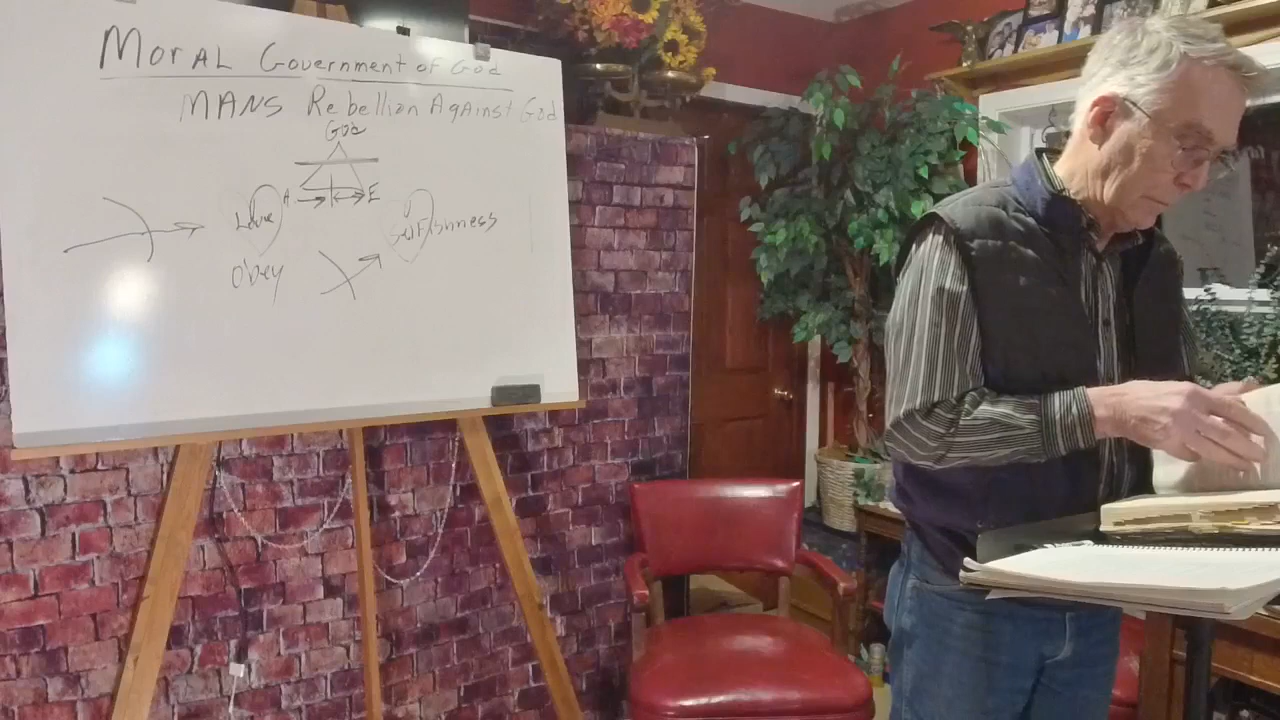 MORAL Government of God
MANS Rebellion Against God
God
A E
Love Selfishness
obey